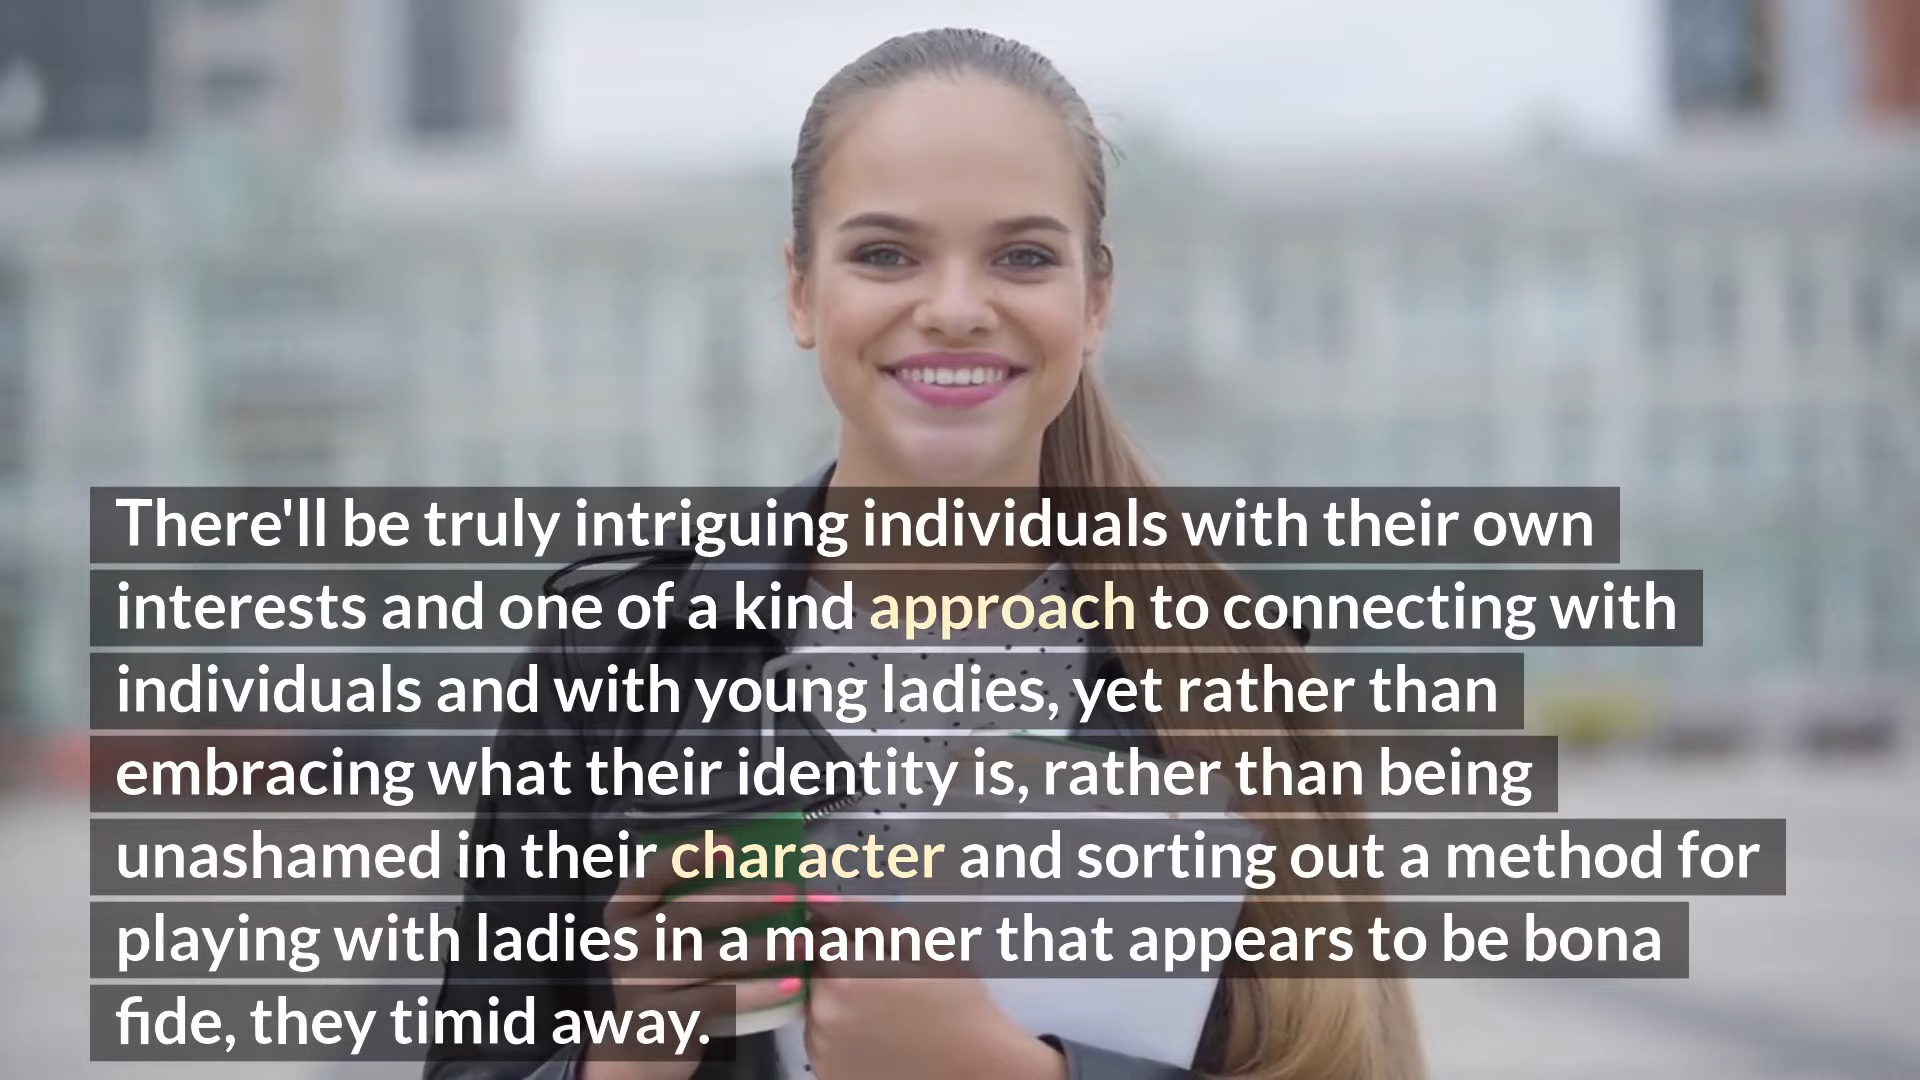 There'll be truly intriguing individuals with their own
interests and one of a kind approach to connecting with
individuals and with young ladies, yet rather than
embracing what their identity is, rather than being
unashamed in their character and sorting out a method for
playing with ladies in a manner that appears to be bona
fide, they timid away.